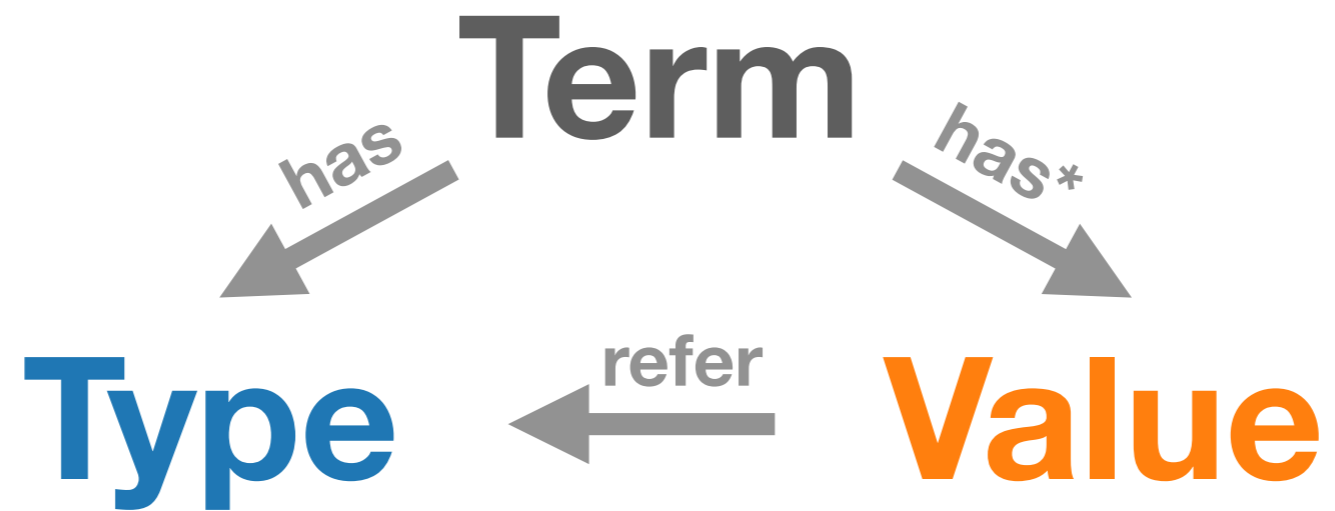 Term
has
has*
refer
Type
Value